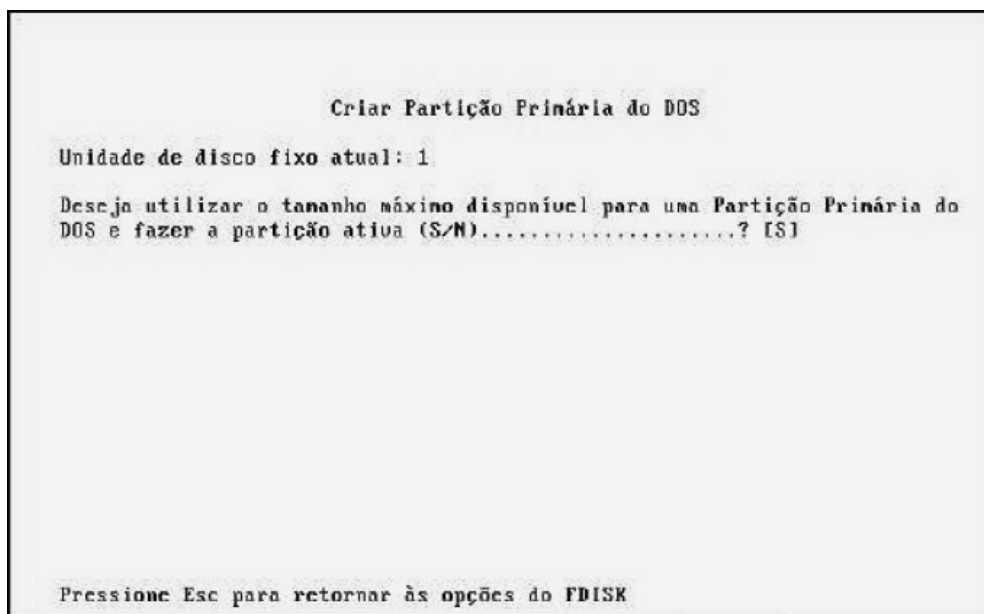 Criar Partição Primária do DOS
Unidade de disco fixo atual: 1
Deseja utilizar o tamanho máximo disponível para uma Partição Primária do
DOS e fazer a partição ativa (S/N)......................? [S]
Pressione Esc para retornar às opções do FDISK